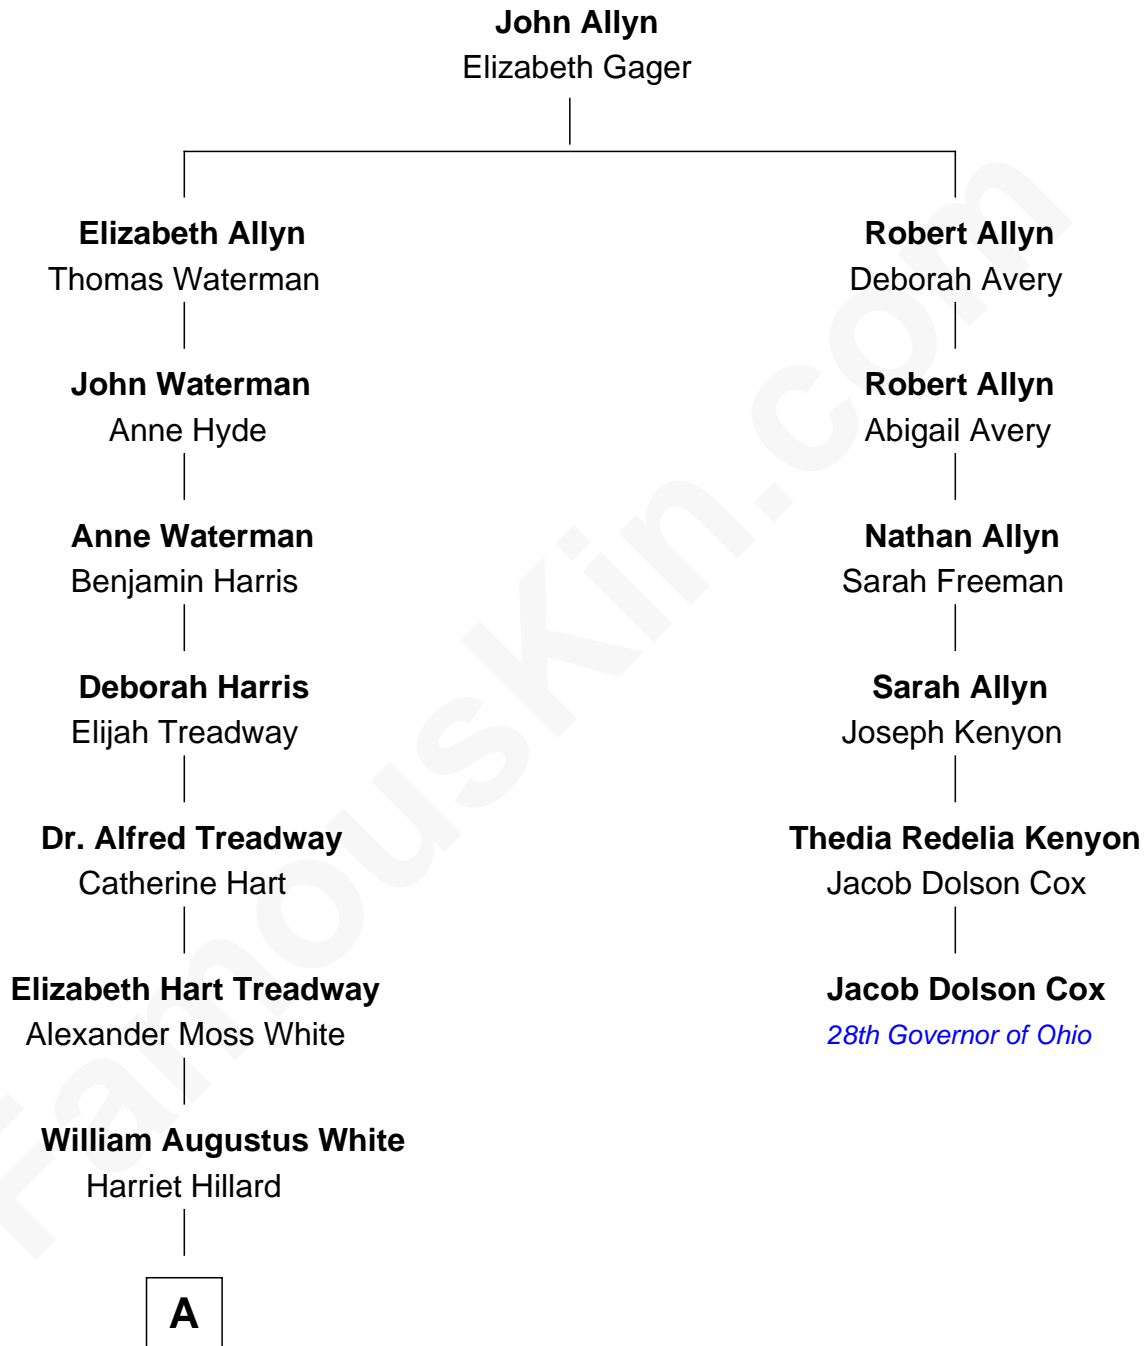 John Allyn
Elizabeth Gager
Elizabeth Allyn
Thomas Waterman
Robert Allyn
Deborah Avery
John Waterman
Anne Hyde
Robert Allyn
Abigail Avery
Anne Waterman
Benjamin Harris
Nathan Allyn
Sarah Freeman
Deborah Harris
Elijah Treadway
Sarah Allyn
Joseph Kenyon
Dr. Alfred Treadway
Catherine Hart
Thedia Redelia Kenyon
Jacob Dolson Cox
Elizabeth Hart Treadway
Alexander Moss White
Jacob Dolson Cox
28th Governor of Ohio
William Augustus White
Harriet Hillard
A
FamousKin.com